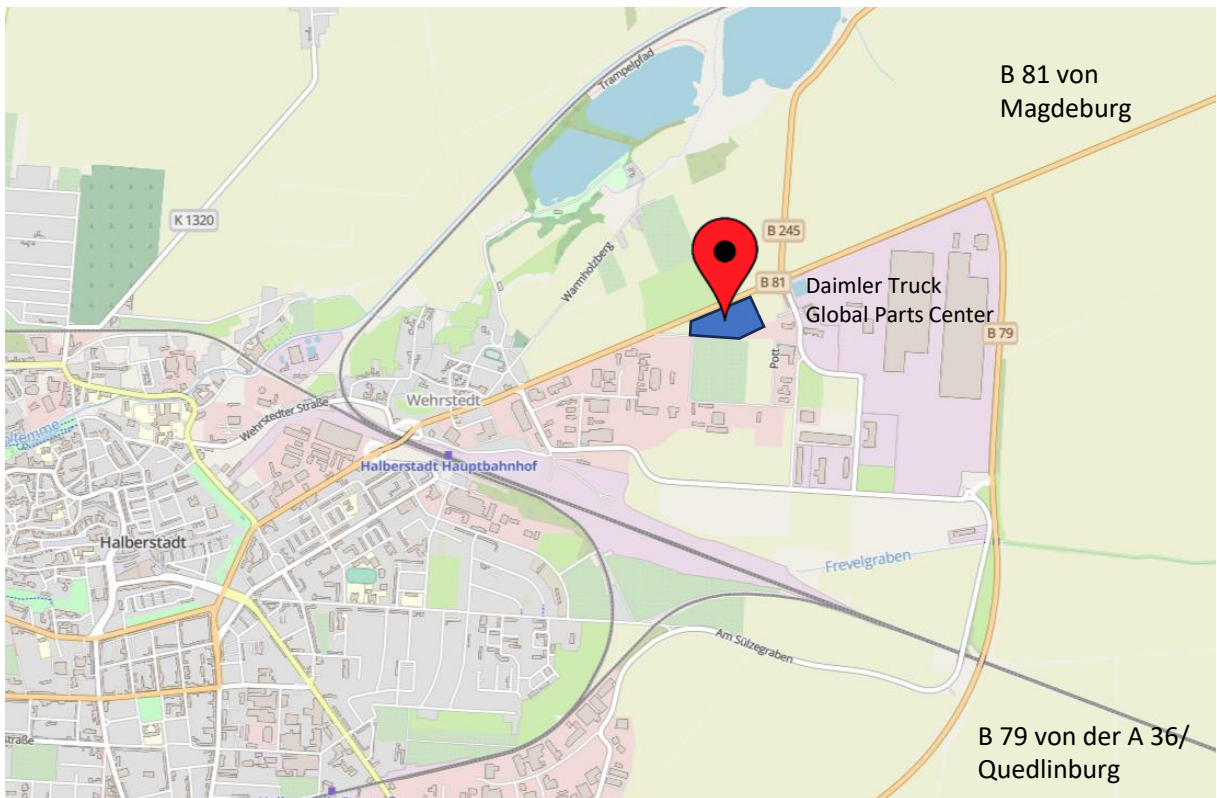 B 81 von
Magdeburg
Trampelpfad
K 1320
B 245
Warmholzberg
B 81
Daimler Truck
Global Parts Center
B 79
Pott
Wehrstedt
Wehrstedter Straße
Halberstadt Hauptbahnhof
Halberstadt
Frevelgraben
Am Sülzegraben
B 79 von der A 36/
Quedlinburg